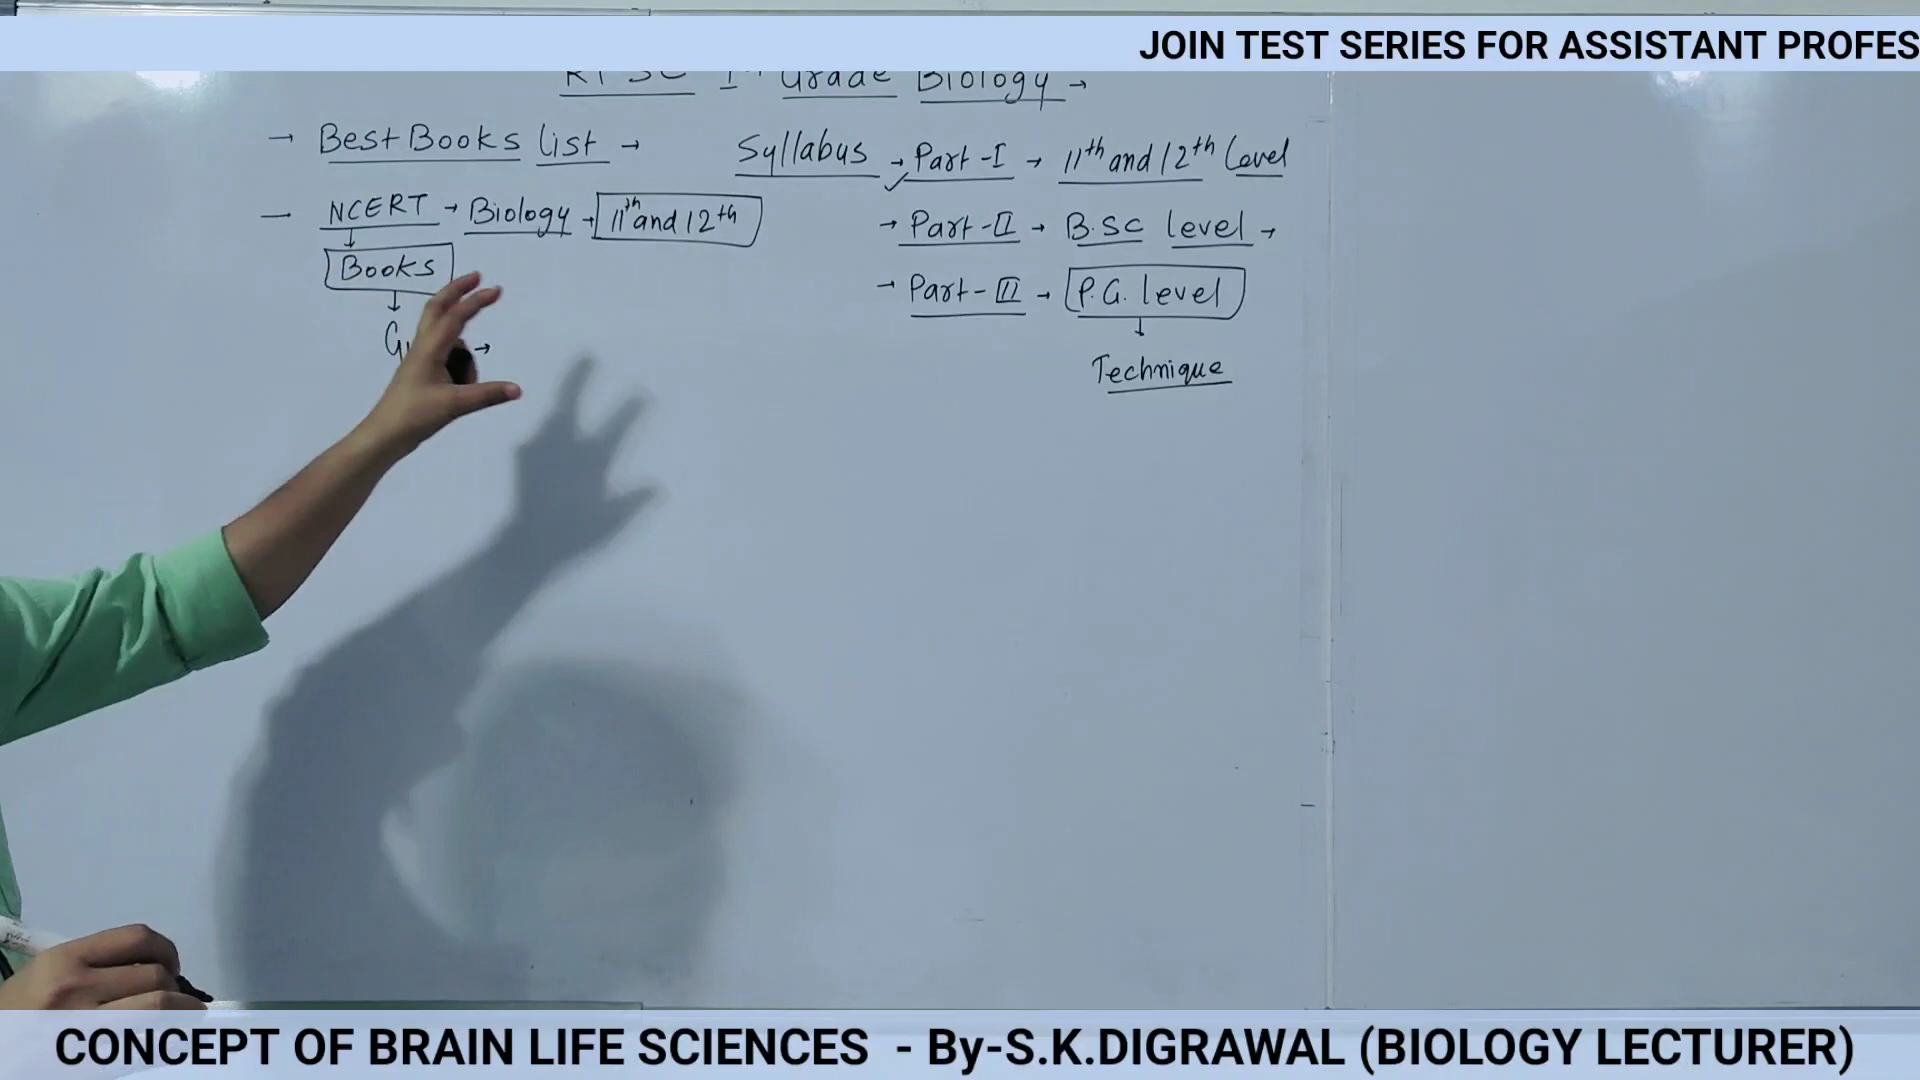 JOIN TEST SERIES FOR ASSISTANT PROFES
RPSC Ist Grade Biology →
→ Best Books list →
Syllabus → Part-I → 11th and 12th Level
— NCERT → Biology → 11th and 12th
→ Part-II → B.Sc level →
Books
→ Part-III → P.G. level
Technique
CONCEPT OF BRAIN LIFE SCIENCES - By-S.K.DIGRAWAL (BIOLOGY LECTURER)